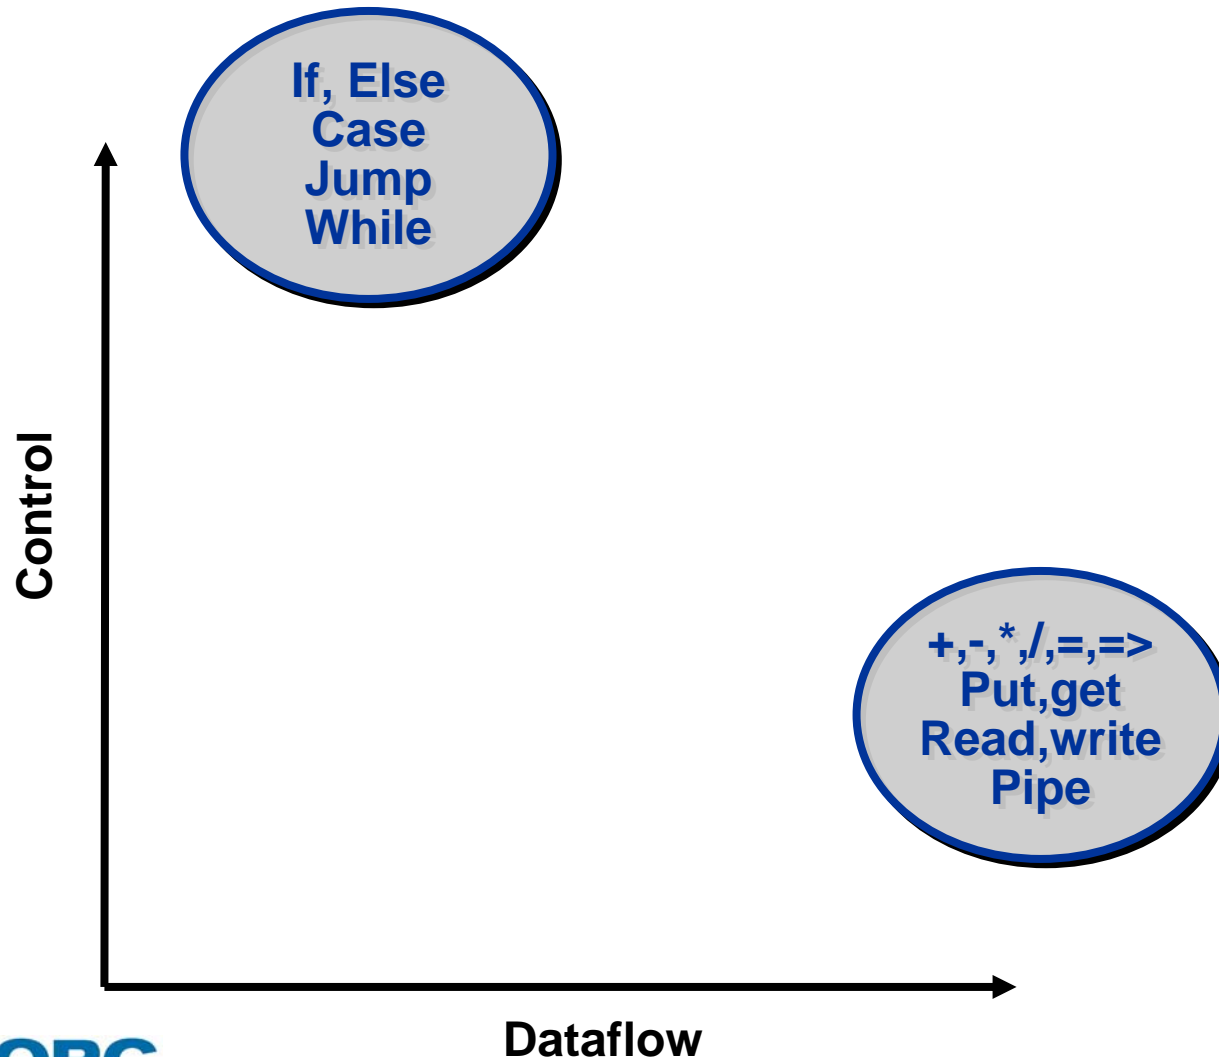 If, Else
Case
Jump
While
Control
+,-,*,/,=,=>
Put,get
Read,write
Pipe
Dataflow